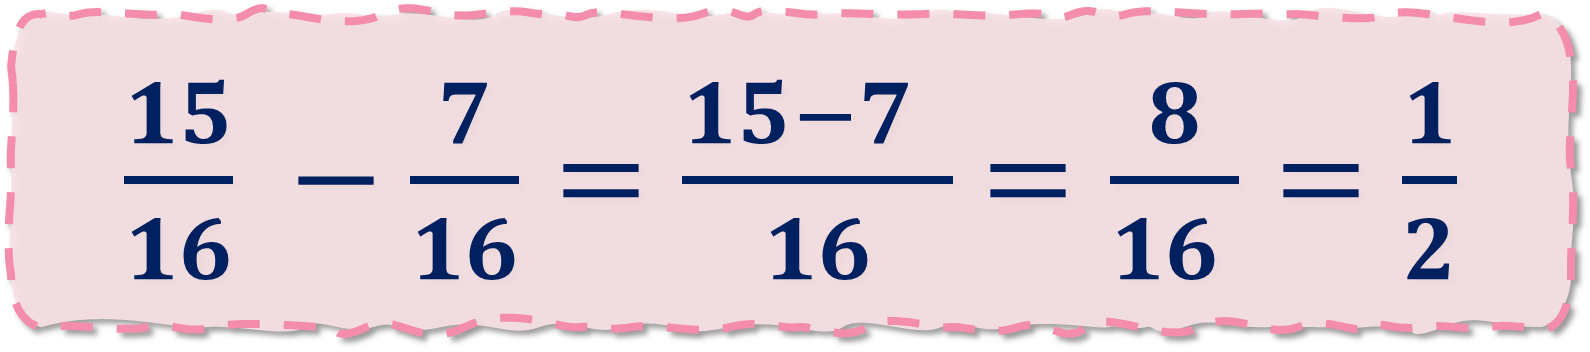 15/16 − 7/16 = 15−7/16 = 8/16 = 1/2